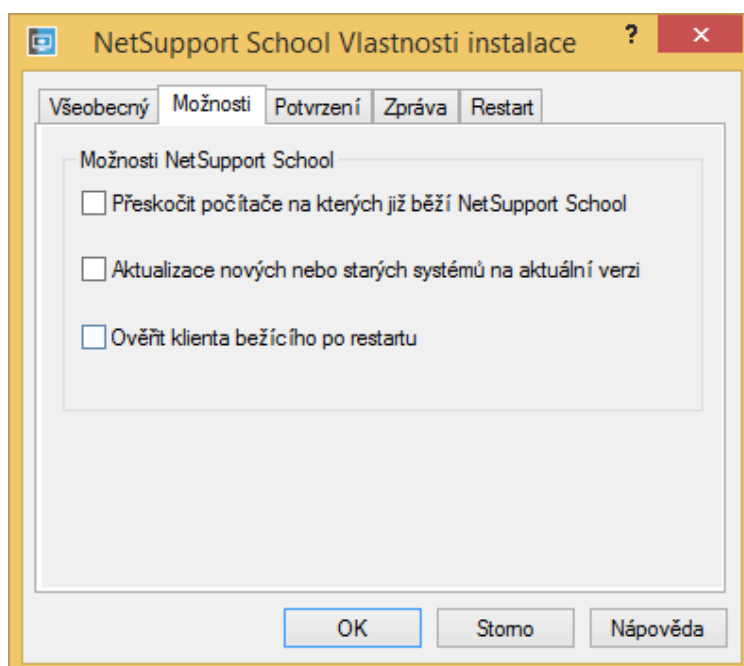 NetSupport School Vlastnosti instalace ? ×
Všeobecný Možnosti Potvrzení Zpráva Restart
Možnosti NetSupport School
Přeskočit počítače na kterých již běží NetSupport School
Aktualizace nových nebo starých systémů na aktuální verzi
Ověřit klienta bežícího po restartu
OK Storno Nápověda